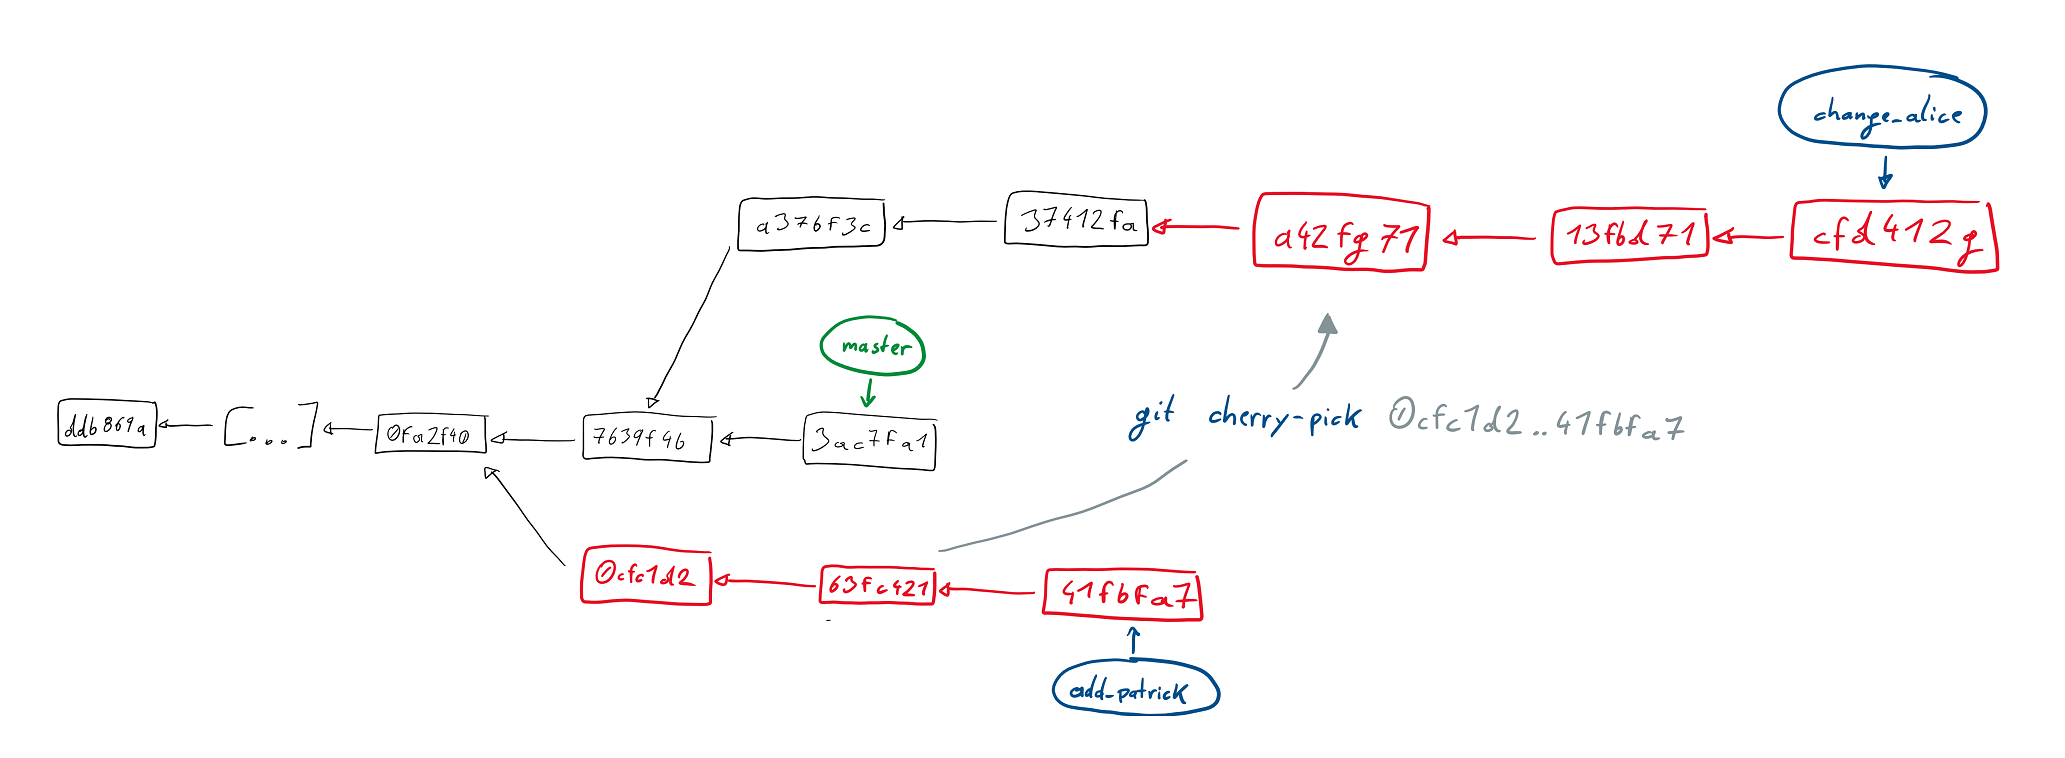 change_alice
a376f3c
37412fa
a42fg71
13fbd71
cfd412g
master
ddb869a
[...]
0fa2f40
7639f46
3ac7fa1
git cherry-pick 0cfc1d2..41fbfa7
0cfc1d2
63fc421
41fbfa7
add_patrick